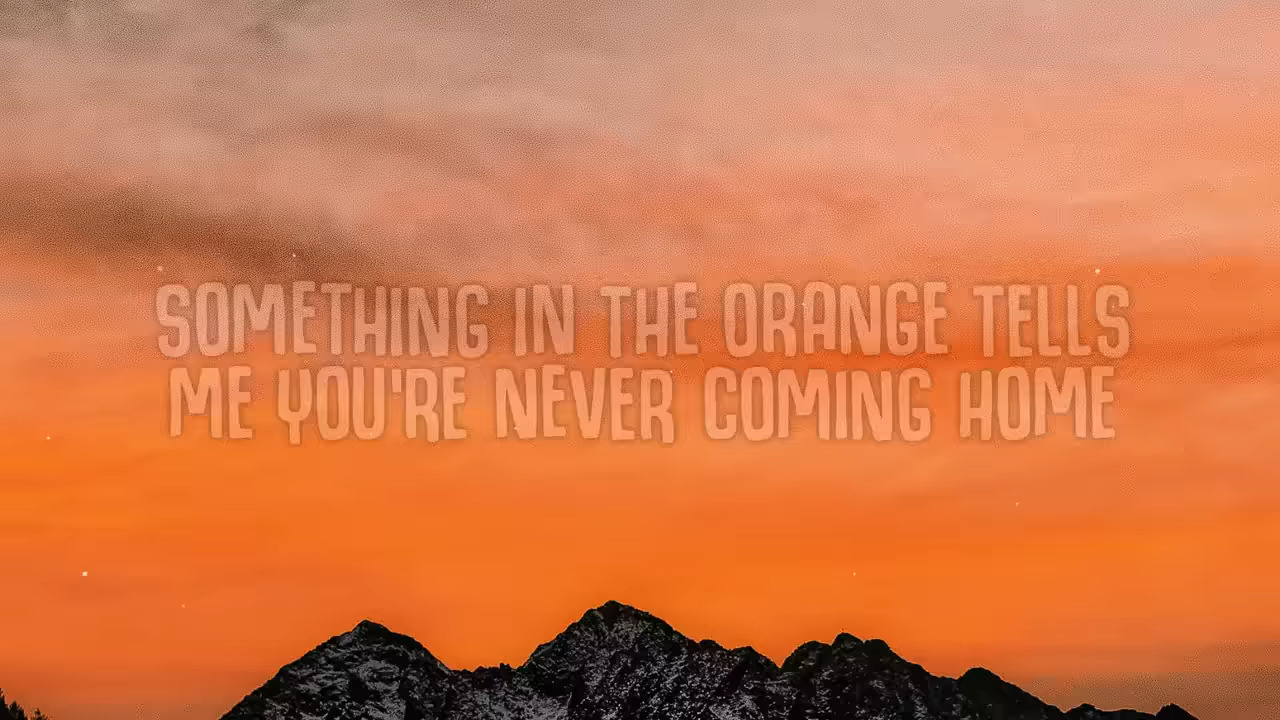 SOMETHING IN THE ORANGE TELLS
ME YOU'RE NEVER COMING HOME